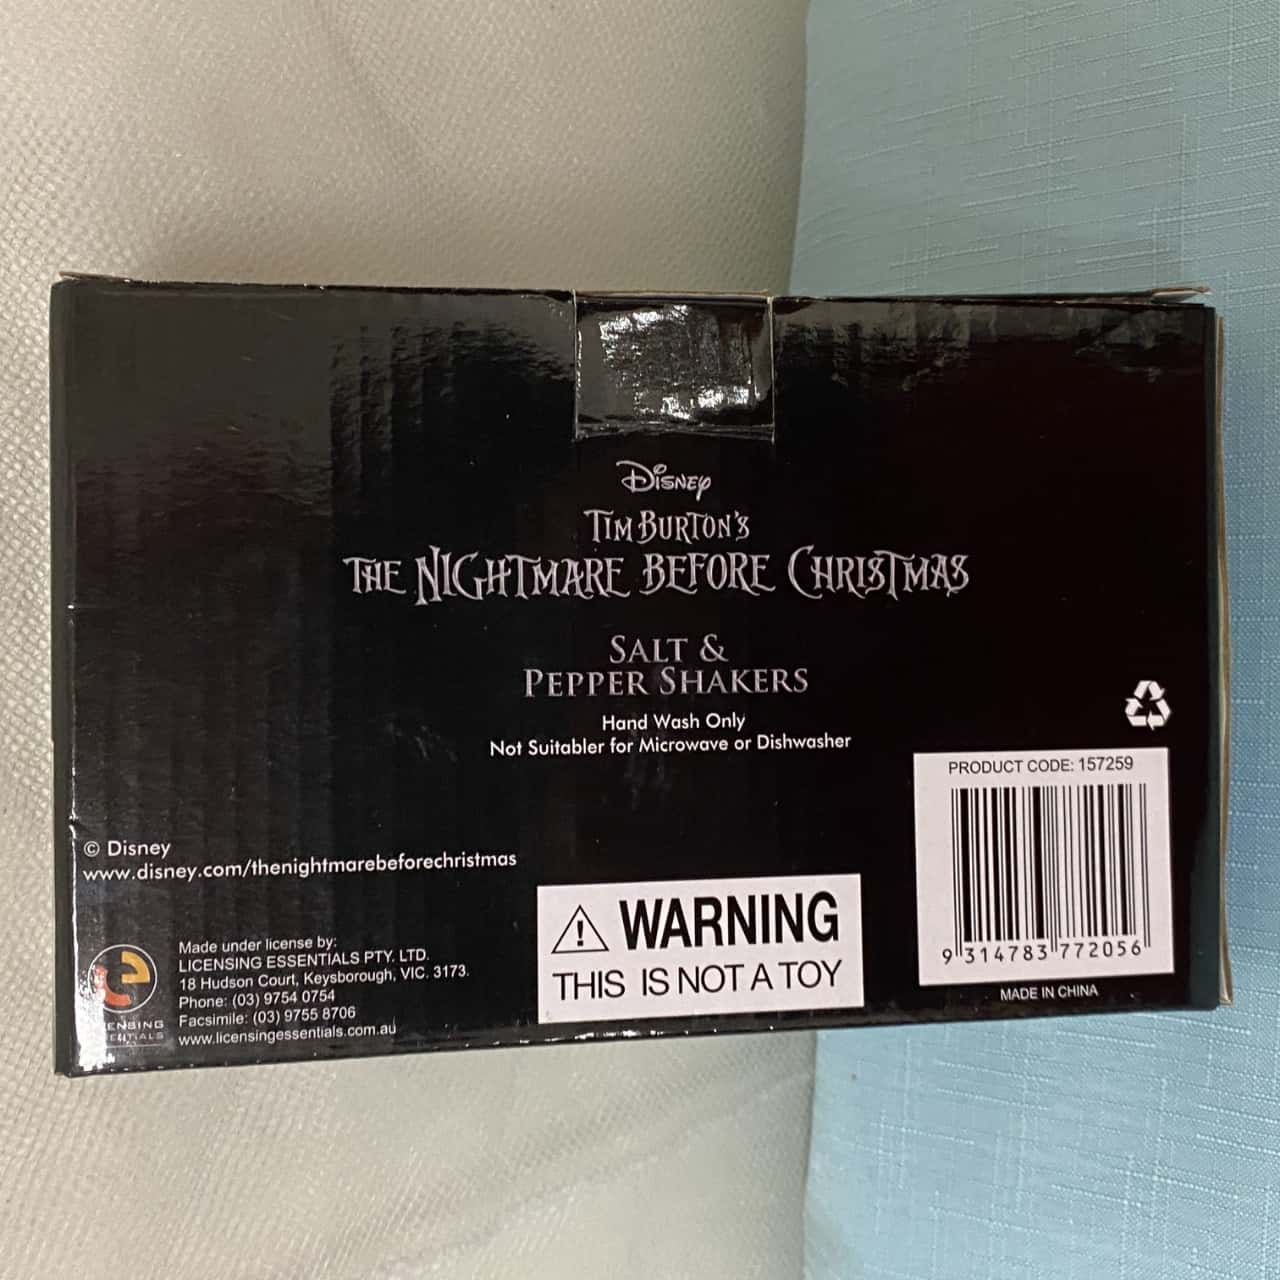 Disney
TIM BURTON'S
THE NIGHTMARE BEFORE CHRISTMAS
SALT &
PEPPER SHAKERS
Hand Wash Only
Not Suitabler for Microwave or Dishwasher
PRODUCT CODE: 157259
9 314783 772056
MADE IN CHINA
© Disney
www.disney.com/thenightmarebeforechristmas
WARNING
THIS IS NOT A TOY
Made under license by:
LICENSING ESSENTIALS PTY. LTD.
18 Hudson Court, Keysborough, VIC. 3173.
Phone: (03) 9754 0754
Facsimile: (03) 9755 8706
www.licensingessentials.com.au